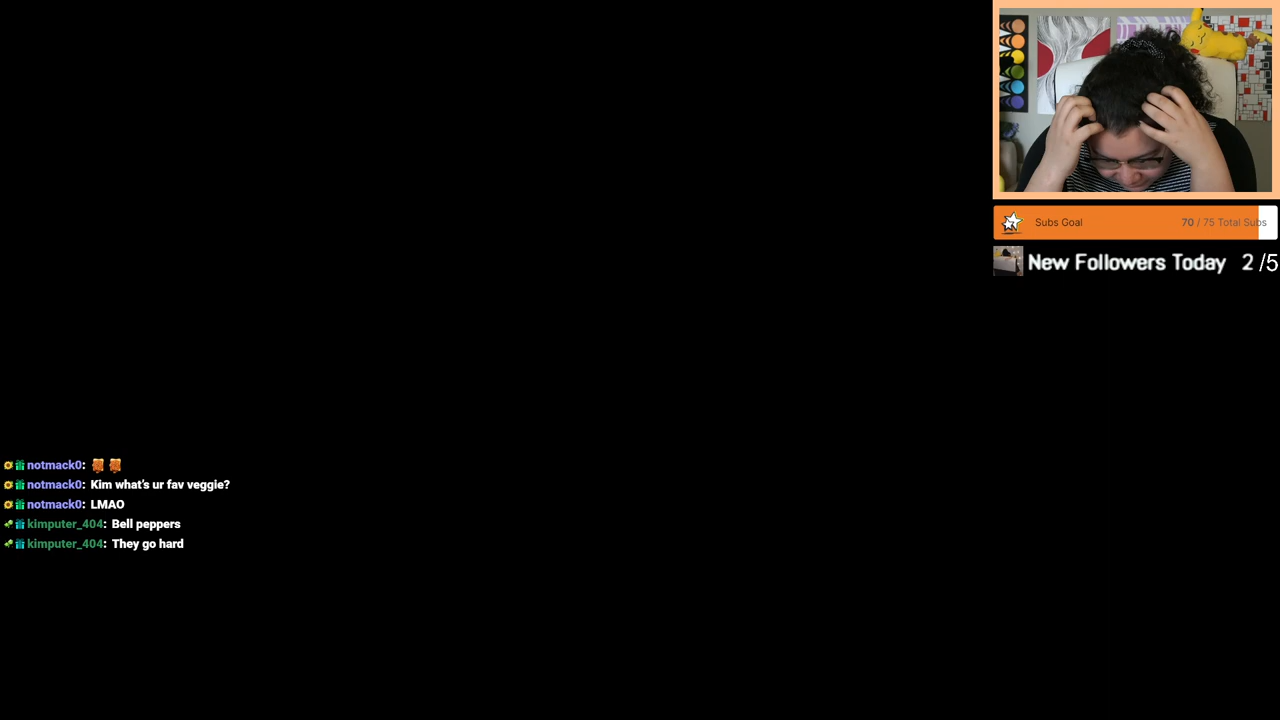 Subs Goal 70 / 75 Total Subs
New Followers Today 2 /5
notmack0:
notmack0: Kim what's ur fav veggie?
notmack0: LMAO
kimputer_404: Bell peppers
kimputer_404: They go hard